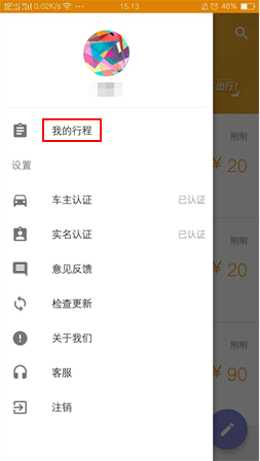 0.02K/s
15:13
46%
出行
我的行程
刚刚
¥ 20
设置
车主认证
已认证
实名认证
已认证
刚刚
¥ 20
意见反馈
检查更新
关于我们
刚刚
客服
¥ 90
注销